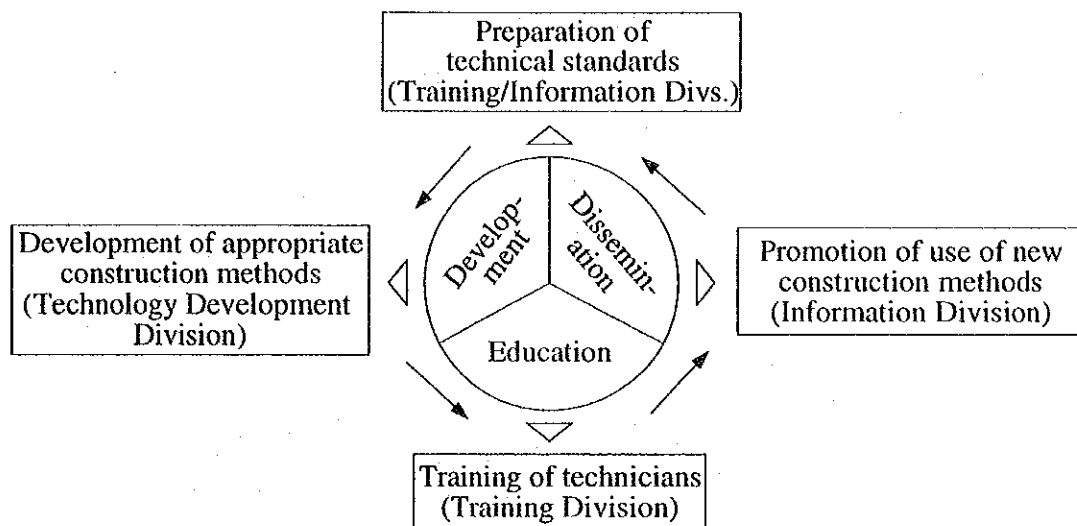 Preparation of
technical standards
(Training/Information Divs.)
Develop-
ment
Dissemin-
ation
Development of appropriate
construction methods
(Technology Development
Division)
Promotion of use of new
construction methods
(Information Division)
Education
Training of technicians
(Training Division)